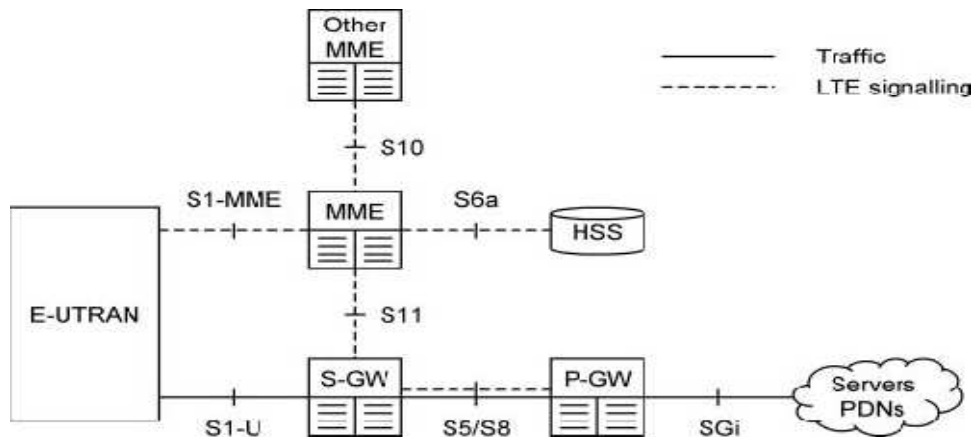 Other
MME
Traffic
LTE signalling
S10
S1-MME
S6a
MME
HSS
E-UTRAN
S11
S-GW
P-GW
Servers
PDNs
S1-U
S5/S8
SGi